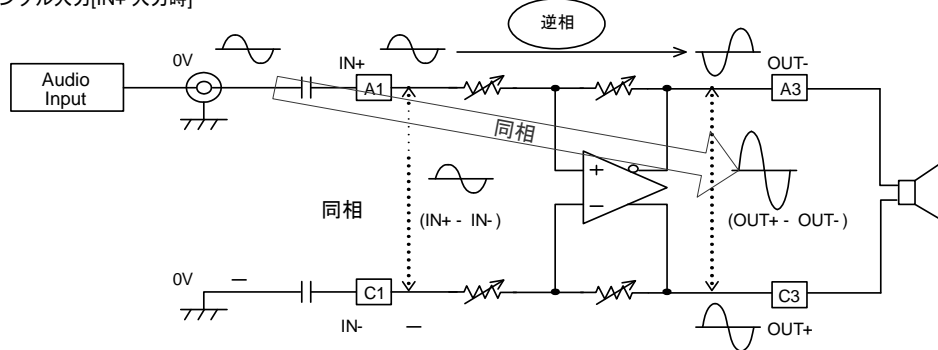 ングル入力[IN+ 入力時]
逆相
0V
IN+
OUT-
Audio
Input
A1
A3
同相
+
同相
(IN+ - IN-)
−
(OUT+ - OUT-)
0V
−
C1
C3
IN-
−
OUT+